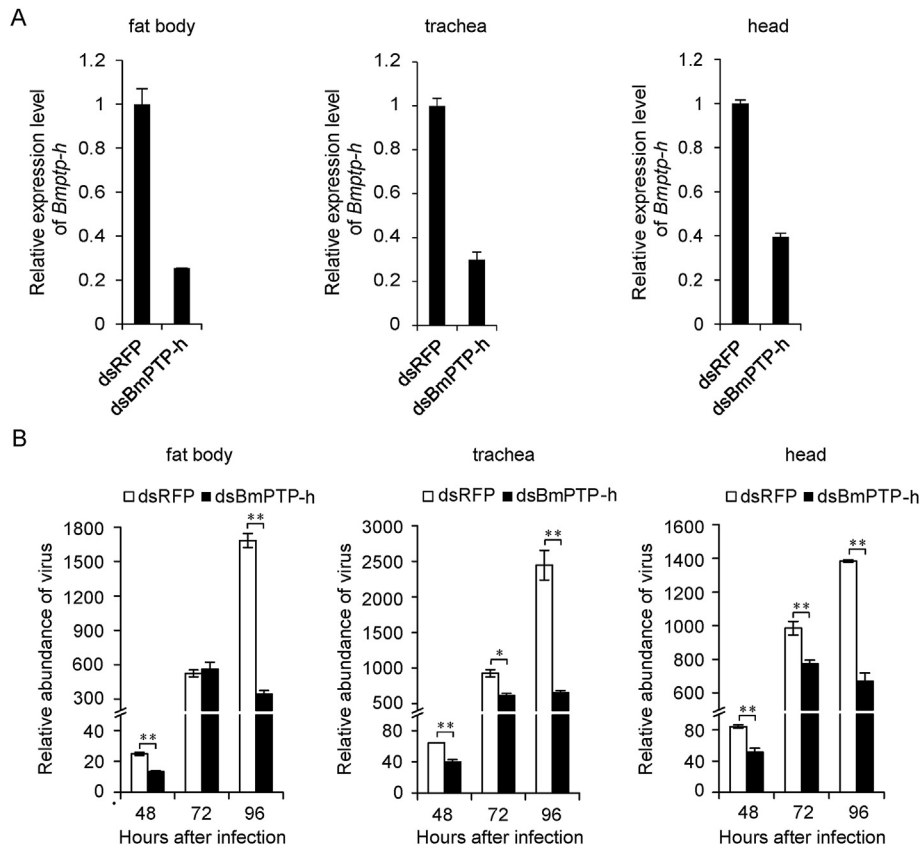 A
fat body
trachea
head
Relative expression level
of Bmptp-h
1.2
1
0.8
0.6
0.4
0.2
0
dsRFP
dsBmPTP-h
Relative expression level
of Bmptp-h
1.2
1
0.8
0.6
0.4
0.2
0
dsRFP
dsBmPTP-h
Relative expression level
of Bmptp-h
1.2
1
0.8
0.6
0.4
0.2
0
dsRFP
dsBmPTP-h
B
fat body
trachea
head
dsRFP dsBmPTP-h
Relative abundance of virus
1800
1500
1200
900
600
300
40
20
0
**
**
48 72 96
Hours after infection
dsRFP dsBmPTP-h
Relative abundance of virus
3000
2500
2000
1500
1000
500
80
40
0
**
*
**
48 72 96
Hours after infection
dsRFP dsBmPTP-h
Relative abundance of virus
1600
1400
1200
1000
800
600
80
40
0
**
**
**
48 72 96
Hours after infection